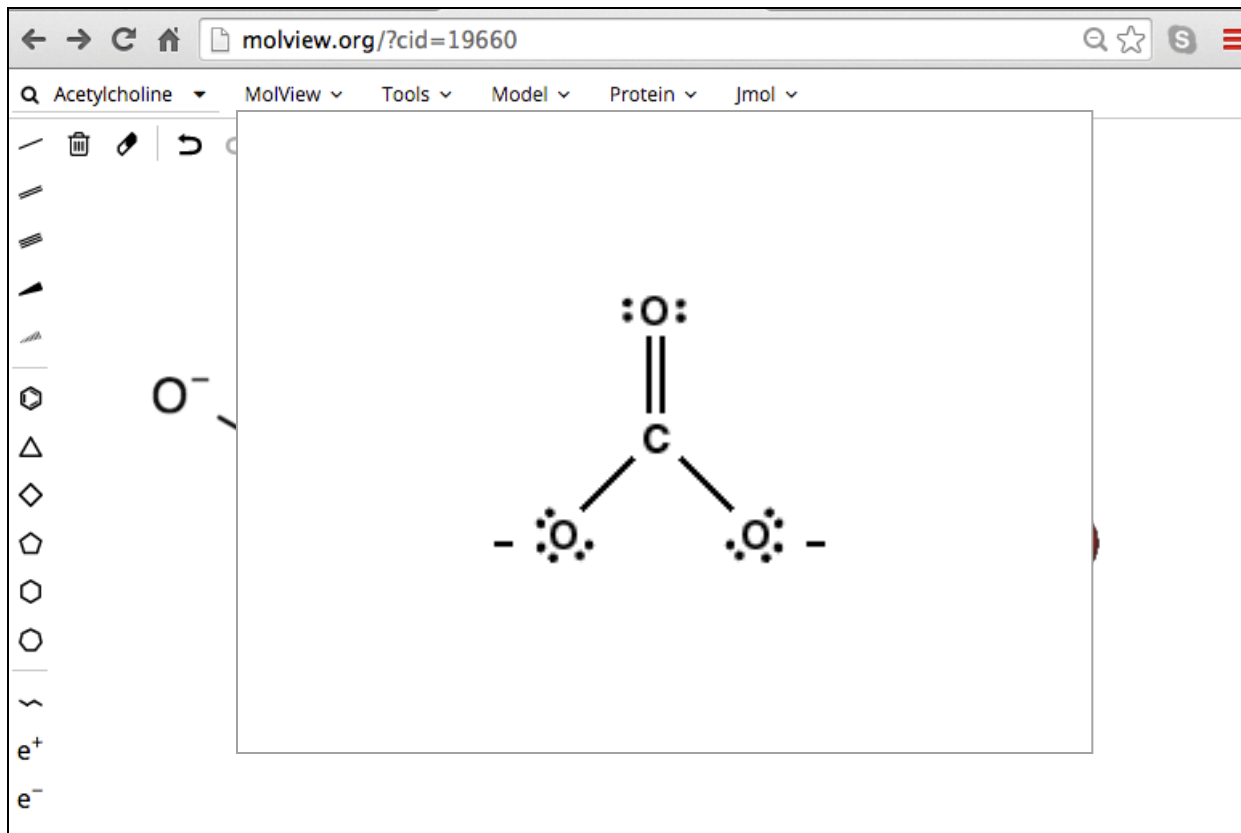 molview.org/?cid=19660
S
Acetylcholine MolView Tools Model Protein Jmol
:O:
O⁻
C
- O O -
e⁺
e⁻